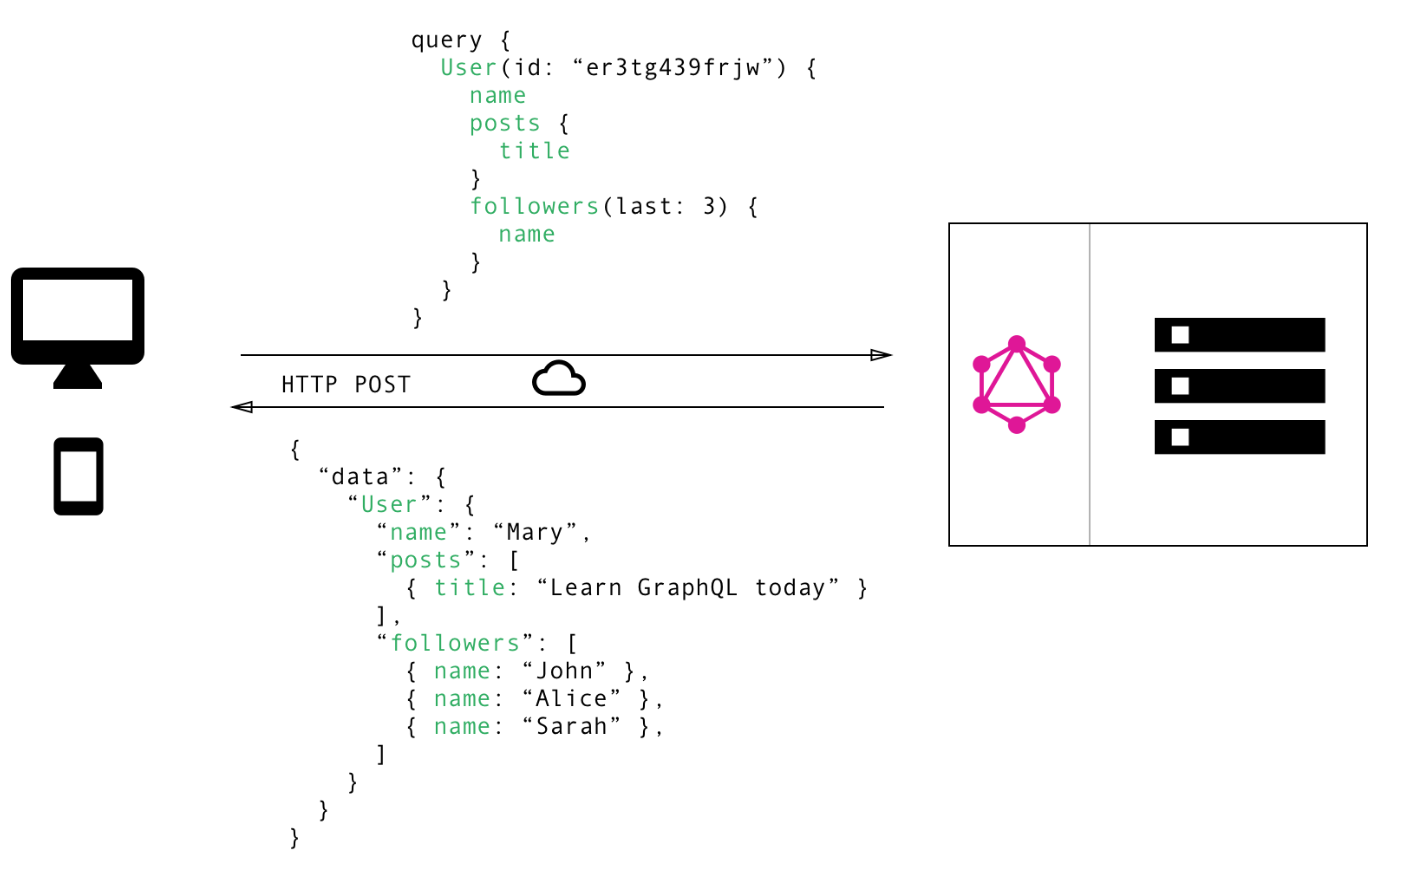 query {
  User(id: “er3tg439frjw”) {
    name
    posts {
      title
    }
    followers(last: 3) {
      name
    }
  }
}
HTTP POST
{
  “data”: {
    “User”: {
      “name”: “Mary”,
      “posts”: [
        { title: “Learn GraphQL today” }
      ],
      “followers”: [
        { name: “John” },
        { name: “Alice” },
        { name: “Sarah” },
      ]
    }
  }
}